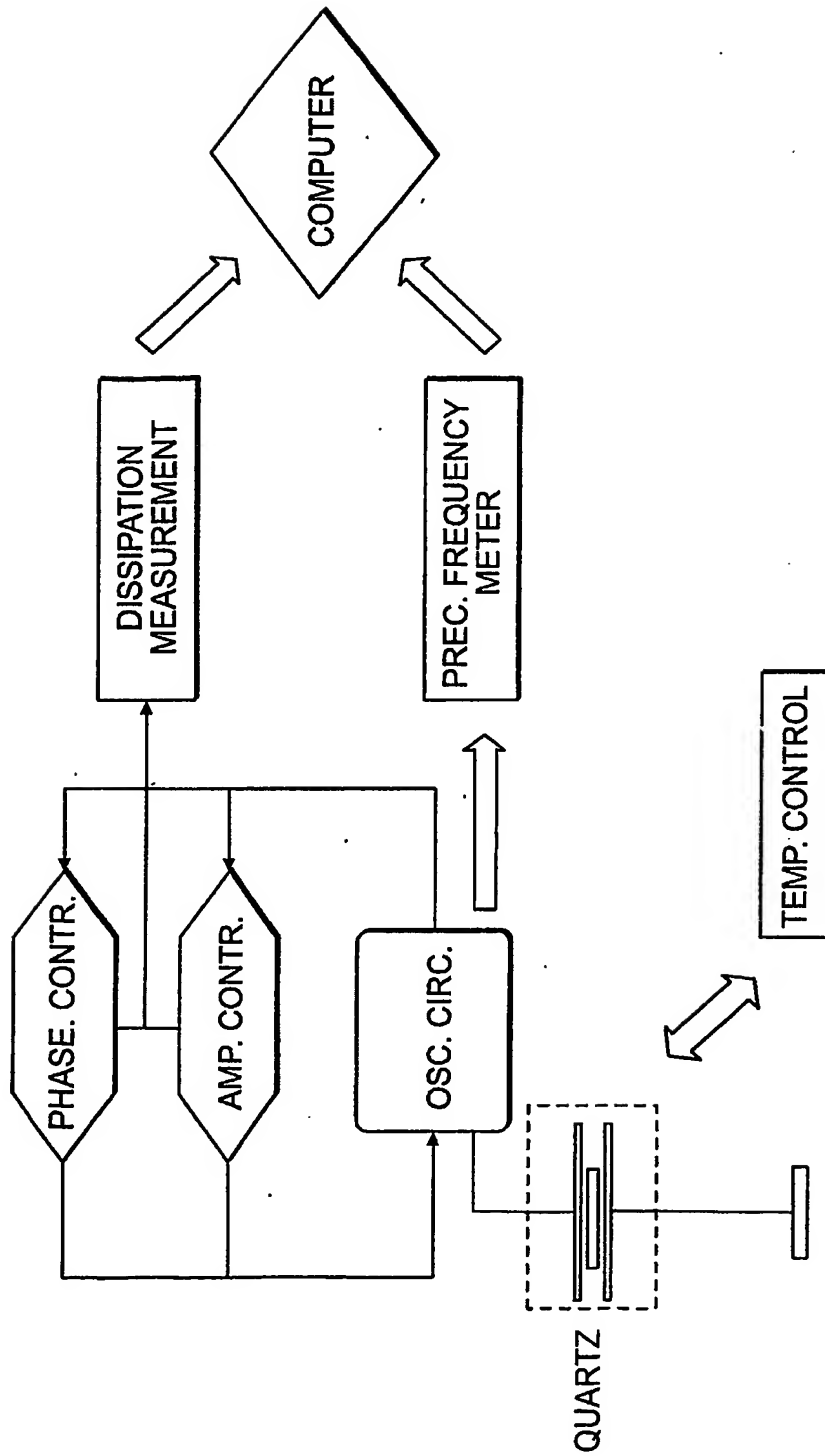 PHASE. CONTR.
AMP. CONTR.
DISSIPATION
MEASUREMENT
COMPUTER
OSC. CIRC.
PREC. FREQUENCY
METER
QUARTZ
TEMP. CONTROL